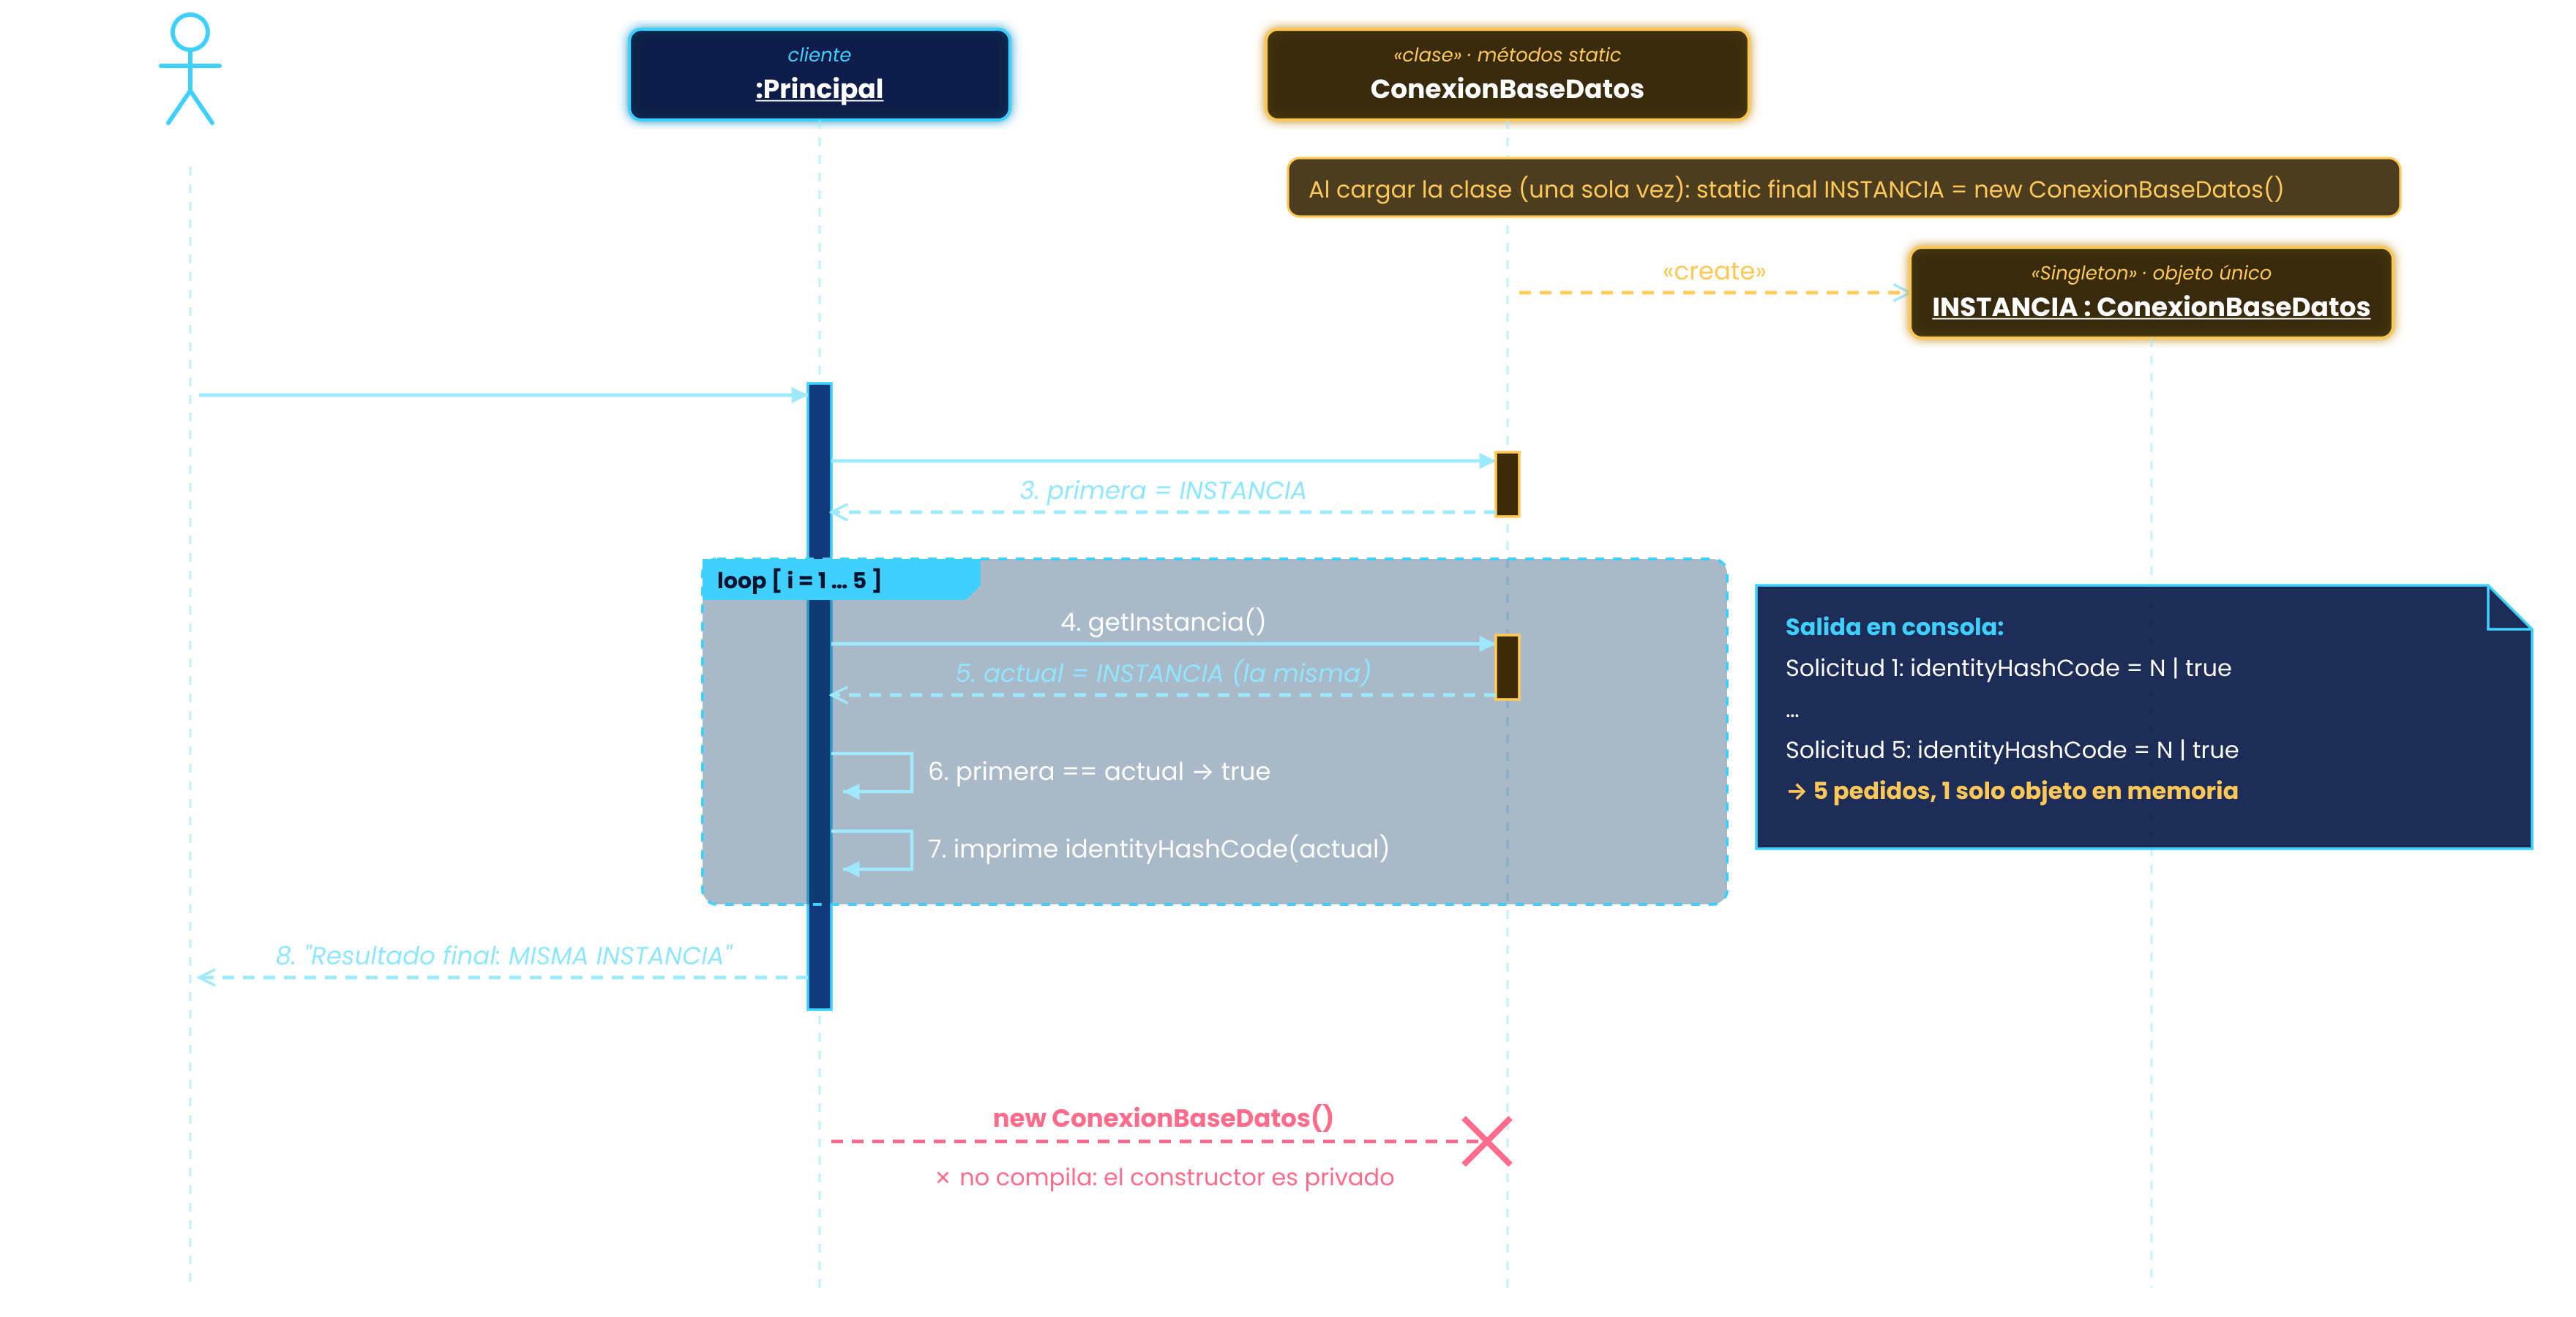 cliente
:Principal
«clase» · métodos static
ConexionBaseDatos
Al cargar la clase (una sola vez): static final INSTANCIA = new ConexionBaseDatos()
«create»
«Singleton» · objeto único
INSTANCIA : ConexionBaseDatos
3. primera = INSTANCIA
loop [ i = 1 … 5 ]
4. getInstancia()
5. actual = INSTANCIA (la misma)
6. primera == actual → true
7. imprime identityHashCode(actual)
Salida en consola:
Solicitud 1: identityHashCode = N | true
…
Solicitud 5: identityHashCode = N | true
→ 5 pedidos, 1 solo objeto en memoria
8. "Resultado final: MISMA INSTANCIA"
new ConexionBaseDatos()
× no compila: el constructor es privado